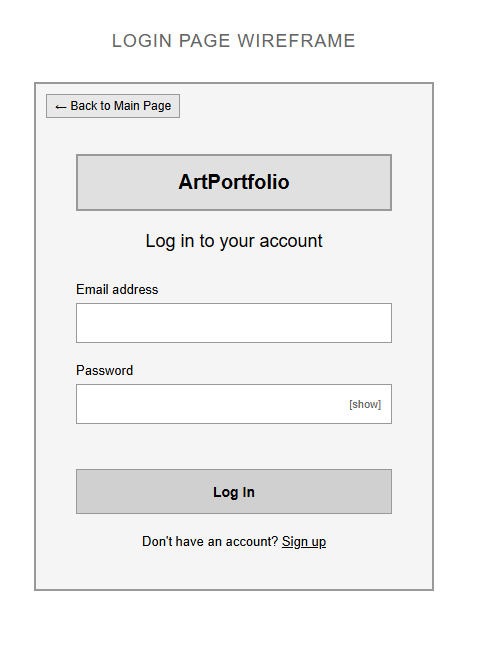 LOGIN PAGE WIREFRAME
← Back to Main Page
ArtPortfolio
Log in to your account
Email address
Password
[show]
Log In
Don't have an account? Sign up